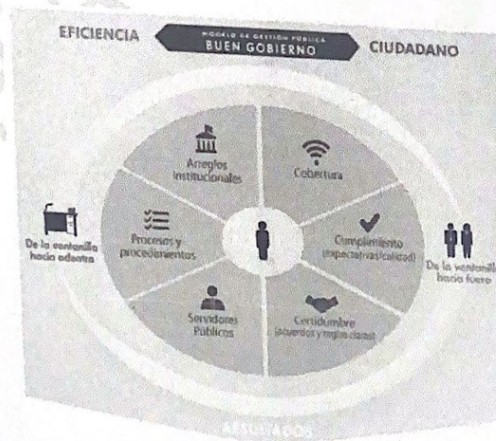 EFICIENCIA
MODELO DE GESTIÓN PÚBLICA
BUEN GOBIERNO
CIUDADANO
Arreglos
Institucionales
Cobertura
De la ventanilla
hacia adentro
Procesos y
procedimientos
Cumplimiento
(expectativas/calidad)
De la ventanilla
hacia fuera
Servidores
Públicos
Certidumbre
(acuerdos y reglas claras)
RESULTADOS